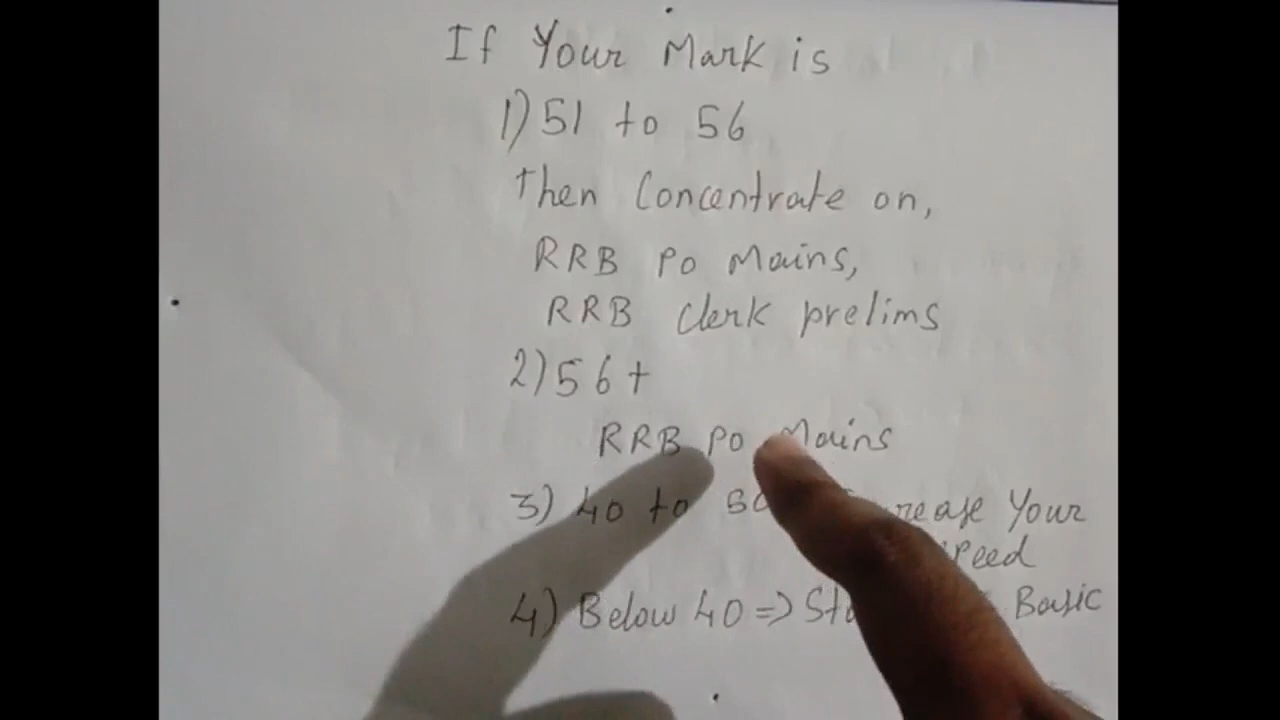 If Your Mark is
1) 51 to 56
Then Concentrate on,
RRB PO Mains,
RRB Clerk prelims
2) 56+
RRB PO Mains
3) 40 to Your
Speed
4) Below 40 => Basic